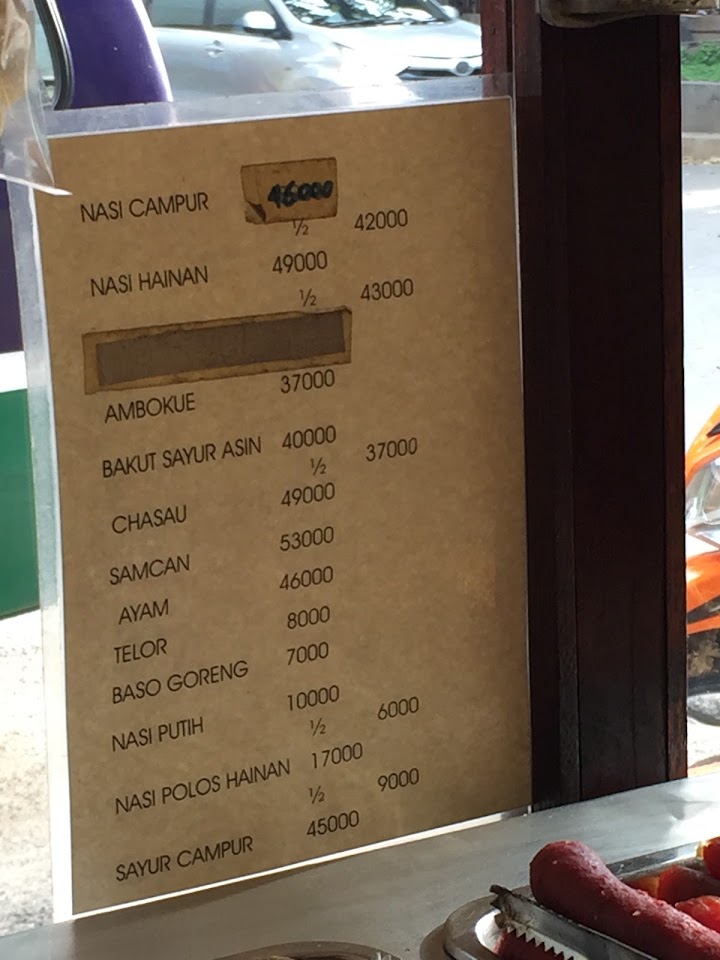 NASI CAMPUR 46000
½ 42000
NASI HAINAN 49000
½ 43000
AMBOKUE 37000
BAKUT SAYUR ASIN 40000
½ 37000
CHASAU 49000
SAMCAN 53000
AYAM 46000
TELOR 8000
BASO GORENG 7000
NASI PUTIH 10000
½ 6000
NASI POLOS HAINAN 17000
½ 9000
SAYUR CAMPUR 45000